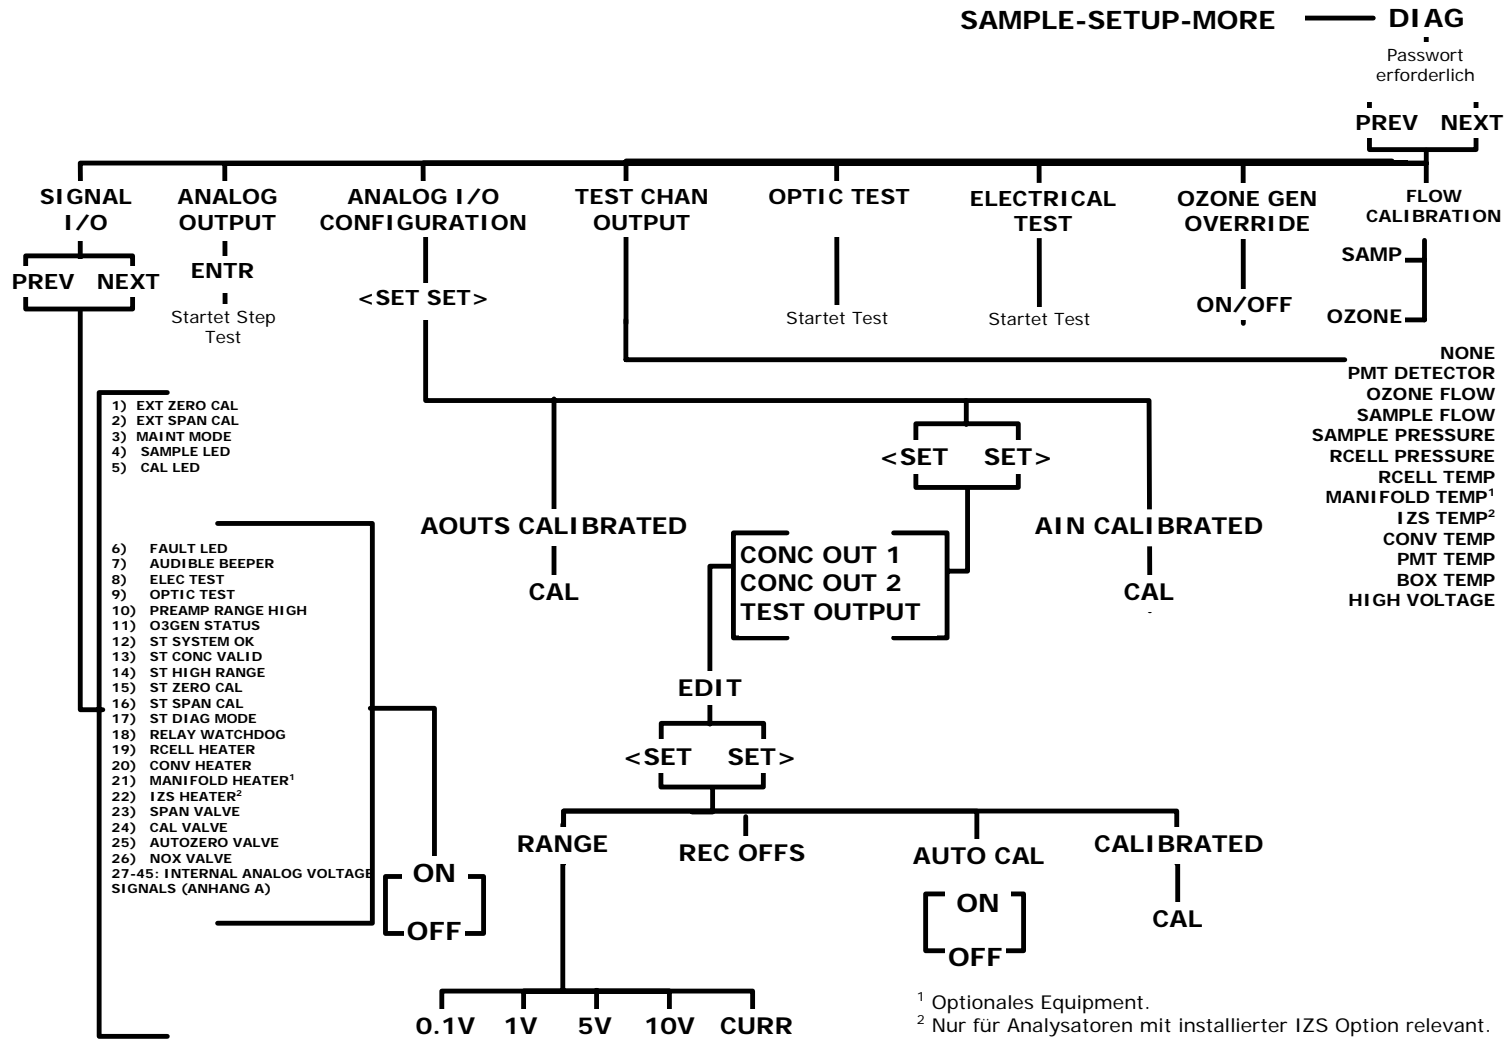 SAMPLE-SETUP-MORE DIAG
Passwort
erforderlich
PREV NEXT
SIGNAL
I/O
ANALOG
OUTPUT
ANALOG I/O
CONFIGURATION
TEST CHAN
OUTPUT
OPTIC TEST
ELECTRICAL
TEST
OZONE GEN
OVERRIDE
FLOW
CALIBRATION
PREV NEXT
ENTR
Startet Step
Test
<SET SET>
Startet Test
Startet Test
ON/OFF
SAMP
OZONE
NONE
PMT DETECTOR
OZONE FLOW
SAMPLE FLOW
SAMPLE PRESSURE
RCELL PRESSURE
RCELL TEMP
MANIFOLD TEMP¹
IZS TEMP²
CONV TEMP
PMT TEMP
BOX TEMP
HIGH VOLTAGE
1) EXT ZERO CAL
2) EXT SPAN CAL
3) MAINT MODE
4) SAMPLE LED
5) CAL LED
6) FAULT LED
7) AUDIBLE BEEPER
8) ELEC TEST
9) OPTIC TEST
10) PREAMP RANGE HIGH
11) O3GEN STATUS
12) ST SYSTEM OK
13) ST CONC VALID
14) ST HIGH RANGE
15) ST ZERO CAL
16) ST SPAN CAL
17) ST DIAG MODE
18) RELAY WATCHDOG
19) RCELL HEATER
20) CONV HEATER
21) MANIFOLD HEATER¹
22) IZS HEATER²
23) SPAN VALVE
24) CAL VALVE
25) AUTOZERO VALVE
26) NOX VALVE
27-45: INTERNAL ANALOG VOLTAGE
SIGNALS (ANHANG A)
ON
OFF
AOUTS CALIBRATED
CAL
<SET SET>
CONC OUT 1
CONC OUT 2
TEST OUTPUT
AIN CALIBRATED
CAL
EDIT
<SET SET>
RANGE
REC OFFS
AUTO CAL
CALIBRATED
ON
OFF
CAL
0.1V 1V 5V 10V CURR
¹ Optionales Equipment.
² Nur für Analysatoren mit installierter IZS Option relevant.